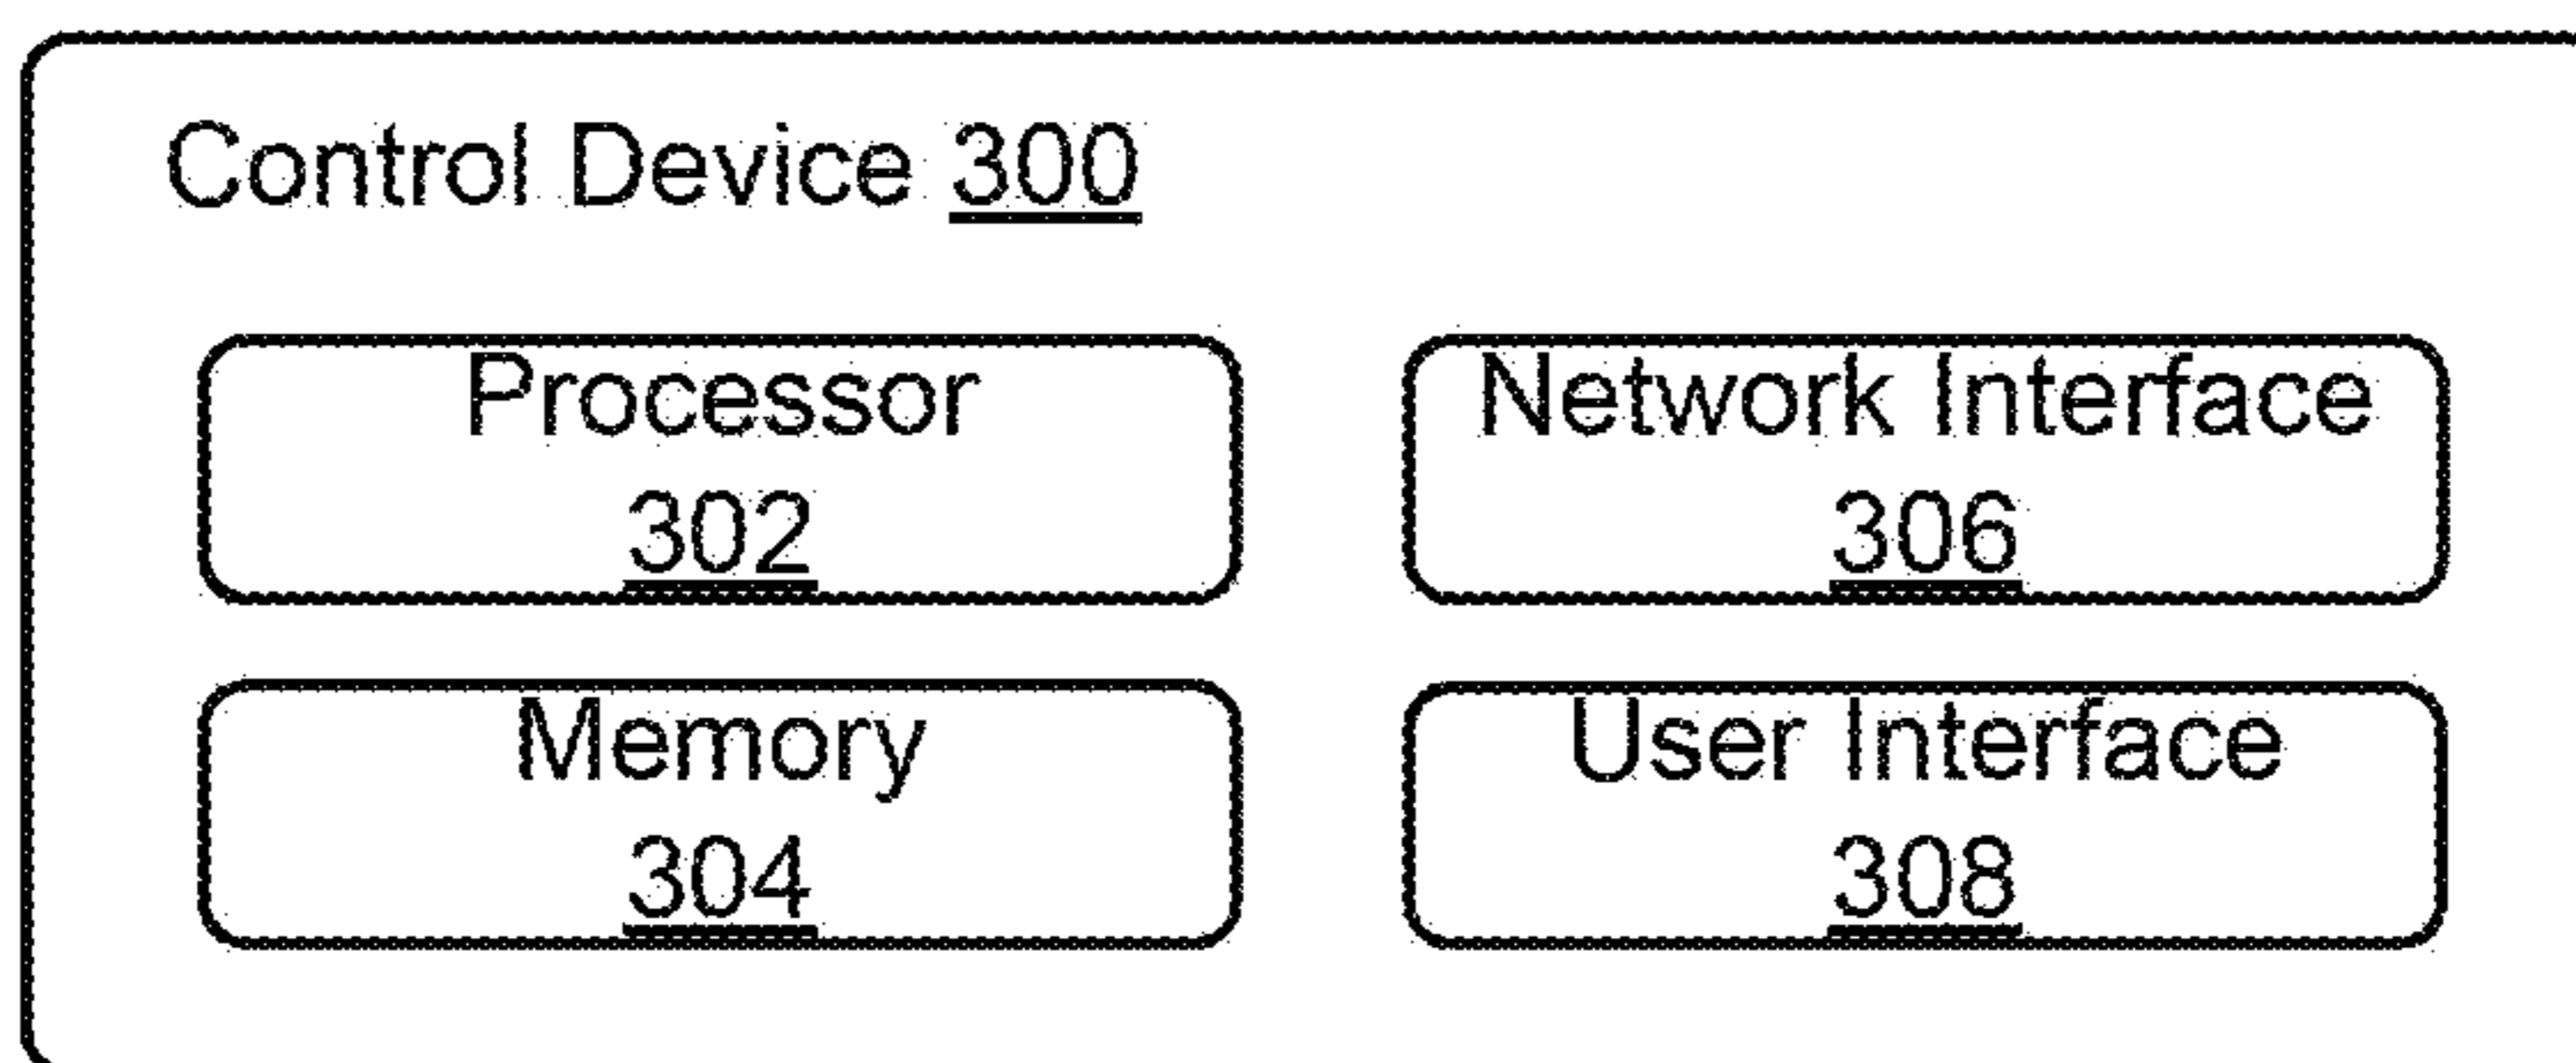 Control Device 300
Processor
302
Network Interface
306
Memory
304
User Interface
308